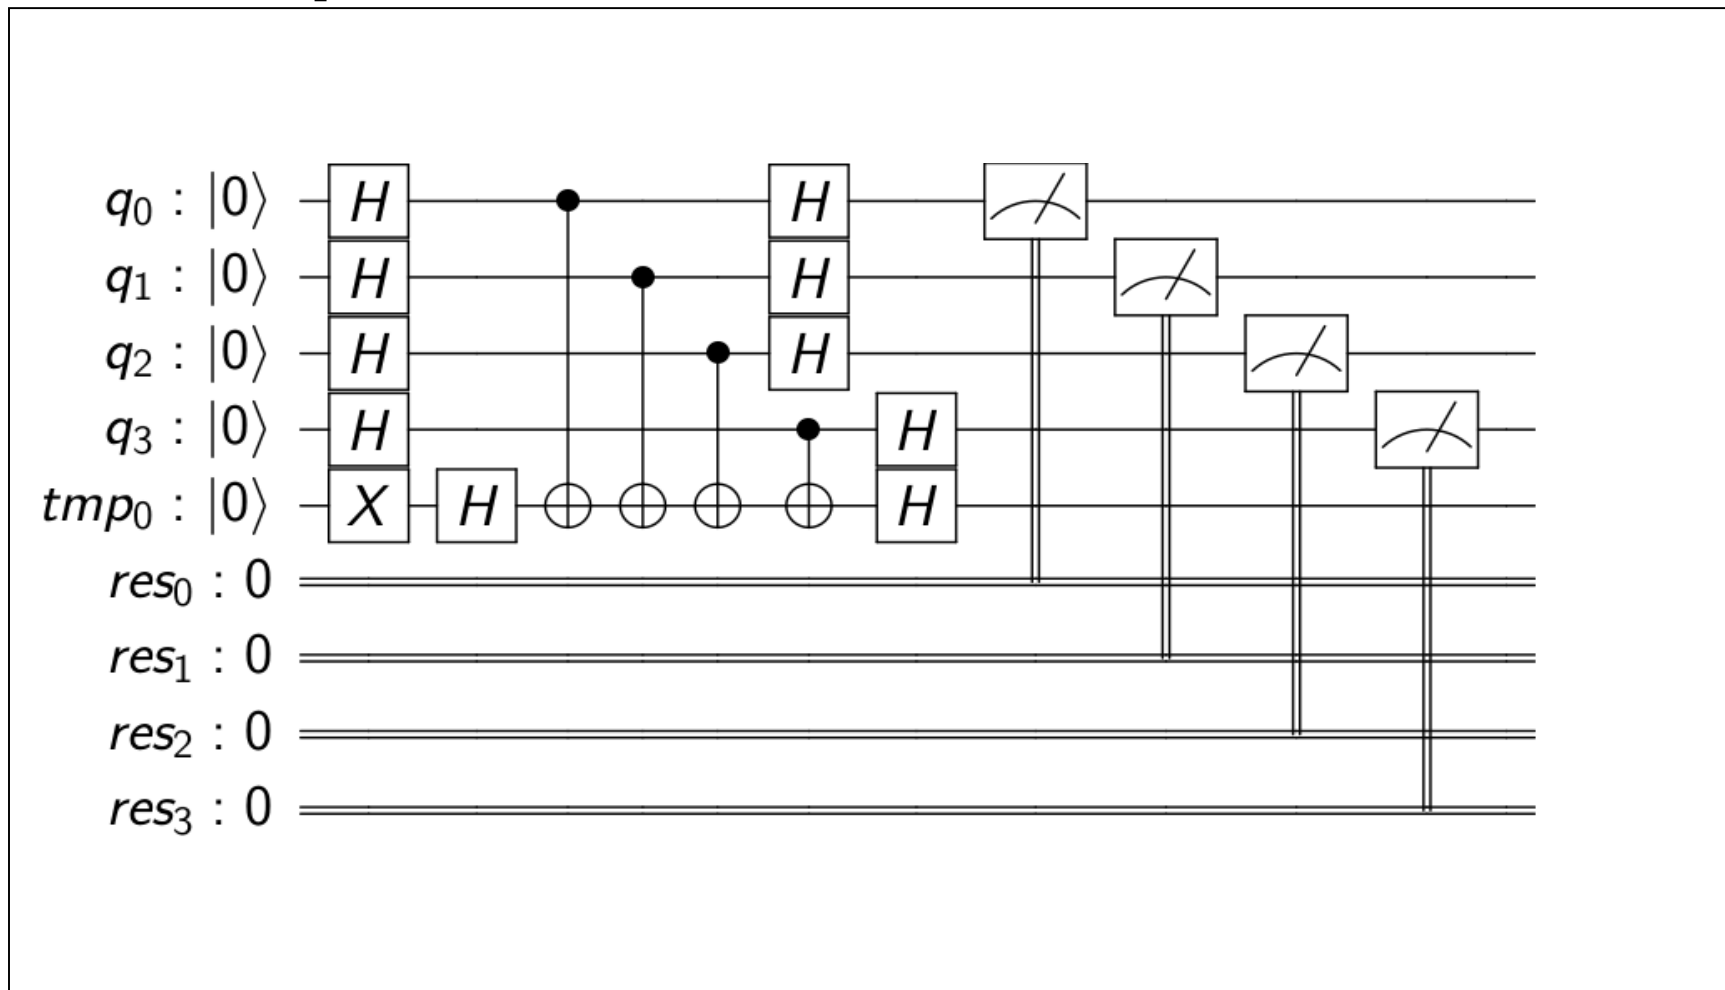 q₀ : |0⟩ H H
q₁ : |0⟩ H H
q₂ : |0⟩ H H
q₃ : |0⟩ H H
tmp₀ : |0⟩ X H H
res₀ : 0
res₁ : 0
res₂ : 0
res₃ : 0